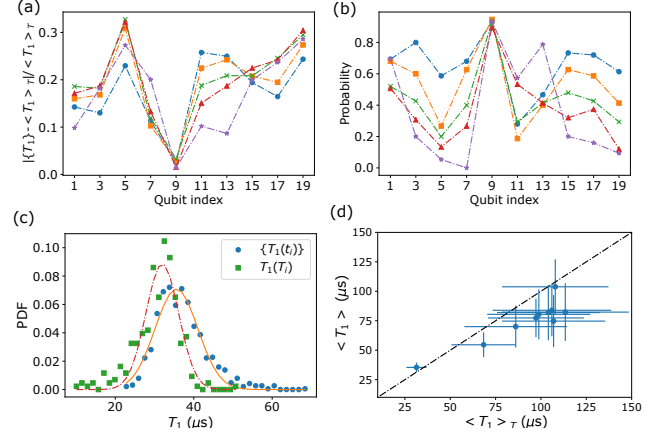 (a)
(b)
|{T₁}-< T₁ >_T|/< T₁ >_T
0.3
0.2
0.1
0.0
1 3 5 7 9 11 13 15 17 19
Qubit index
Probability
0.8
0.6
0.4
0.2
0.0
1 3 5 7 9 11 13 15 17 19
Qubit index
(c)
(d)
PDF
0.10
0.08
0.06
0.04
0.02
0.00
20 40 60
T₁ (μs)
{T₁(tᵢ)}
T₁(Tᵢ)
< T₁ > (μs)
150
125
100
75
50
25
25 50 75 100 125 150
< T₁ >_T (μs)